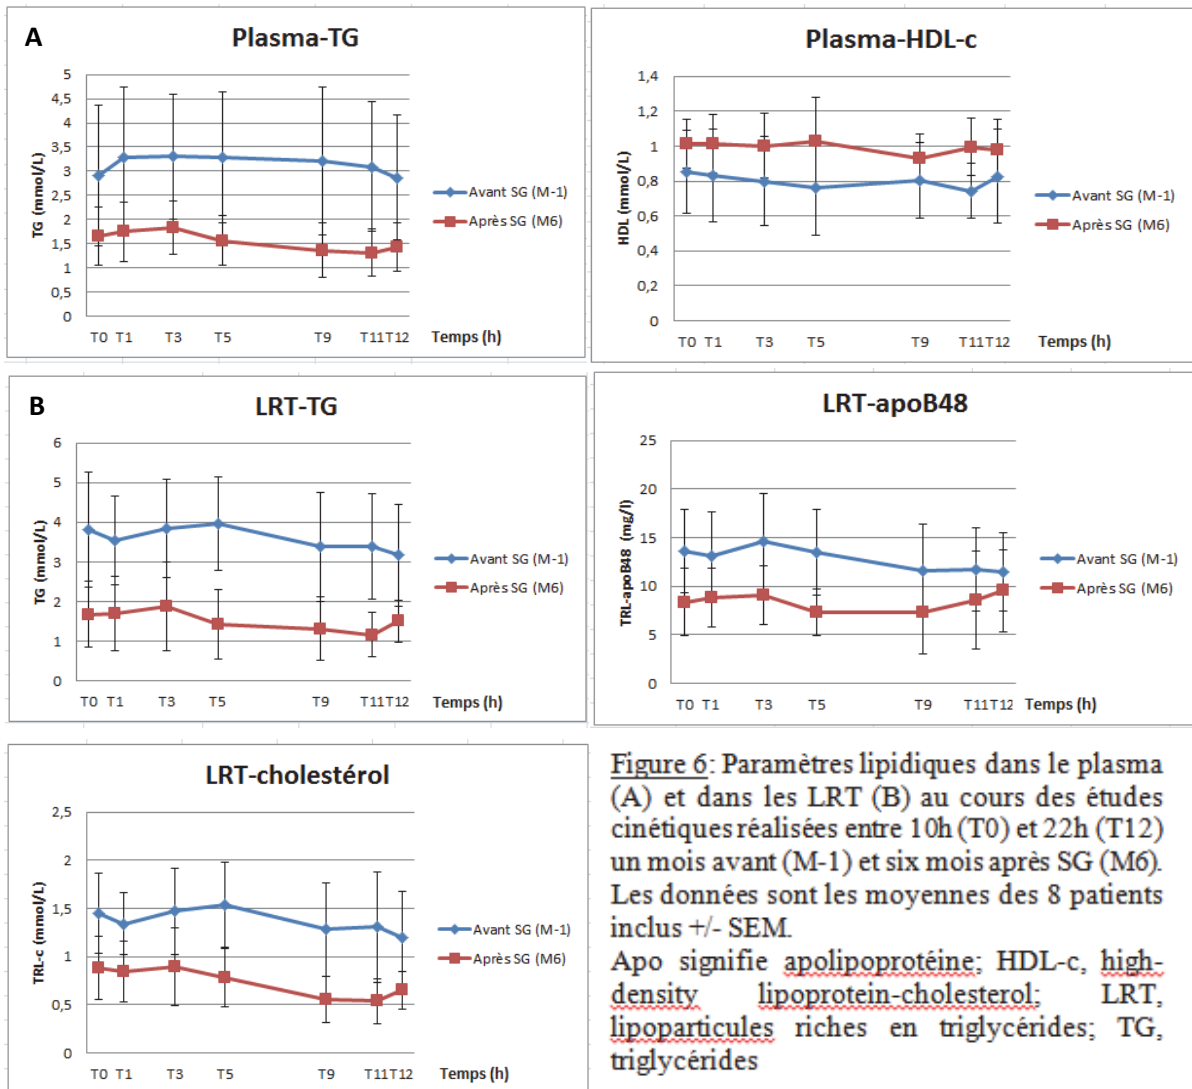 A
Plasma-TG
5
4,5
4
3,5
3
2,5
2
1,5
1
0,5
0
TG (mmol/L)
T0 T1 T3 T5 T9 T11 T12 Temps (h)
Avant SG (M-1)
Après SG (M6)
Plasma-HDL-c
1,4
1,2
1
0,8
0,6
0,4
0,2
0
HDL (mmol/L)
T0 T1 T3 T5 T9 T11 T12 Temps (h)
Avant SG (M-1)
Après SG (M6)
B
LRT-TG
6
5
4
3
2
1
0
TG (mmol/L)
T0 T1 T3 T5 T9 T11 T12 Temps (h)
Avant SG (M-1)
Après SG (M6)
LRT-apoB48
25
20
15
10
5
0
TRL-apoB48 (mg/l)
T0 T1 T3 T5 T9 T11 T12 Temps (h)
Avant SG (M-1)
Après SG (M6)
LRT-cholestérol
2,5
2
1,5
1
0,5
0
TRL-c (mmol/L)
T0 T1 T3 T5 T9 T11 T12 Temps (h)
Avant SG (M-1)
Après SG (M6)
Figure 6: Paramètres lipidiques dans le plasma
(A) et dans les LRT (B) au cours des études
cinétiques réalisées entre 10h (T0) et 22h (T12)
un mois avant (M-1) et six mois après SG (M6).
Les données sont les moyennes des 8 patients
inclus +/- SEM.
Apo signifie apolipoprotéine; HDL-c, high-
density lipoprotein-cholesterol; LRT,
lipoparticules riches en triglycérides; TG,
triglycérides